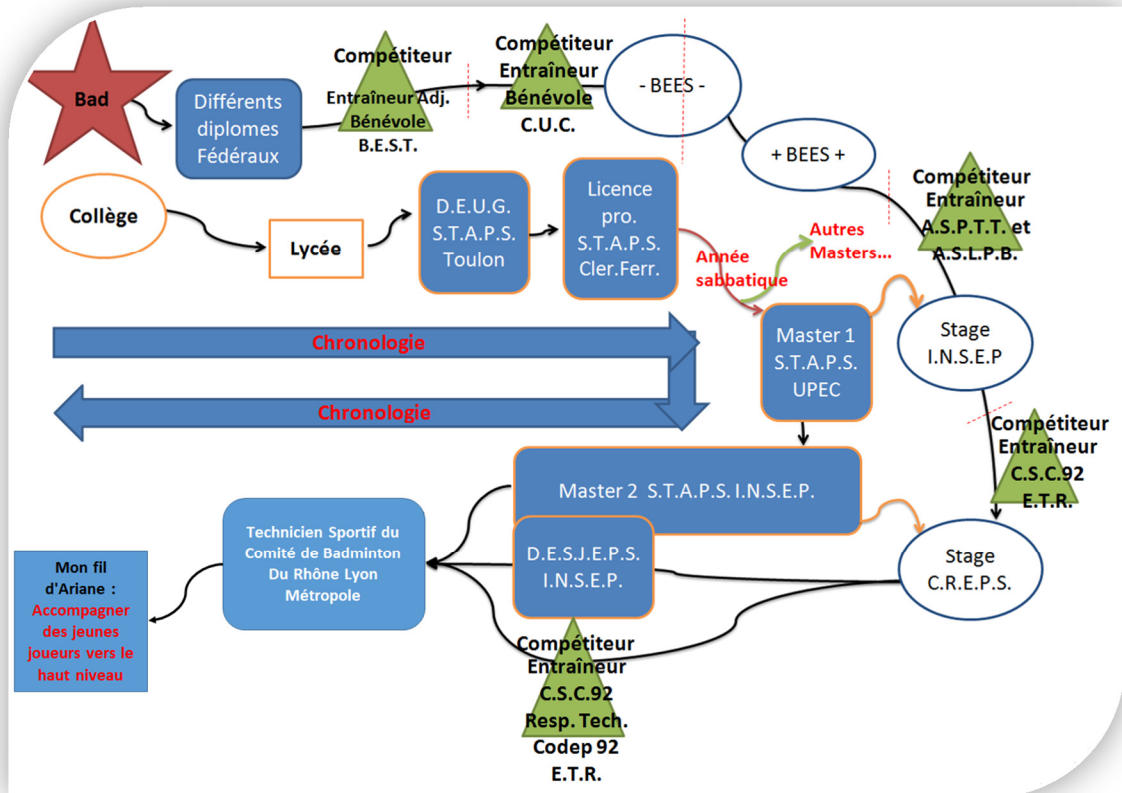 Bad
Différents
diplomes
Fédéraux
Compétiteur
Entraîneur Adj.
Bénévole
B.E.S.T.
Compétiteur
Entraîneur
Bénévole
C.U.C.
- BEES -
+ BEES +
Compétiteur
Entraîneur
A.S.P.T.T. et
A.S.L.P.B.
Collège
Lycée
D.E.U.G.
S.T.A.P.S.
Toulon
Licence
pro.
S.T.A.P.S.
Cler.Ferr.
Année
sabbatique
Autres
Masters...
Master 1
S.T.A.P.S.
UPEC
Stage
I.N.S.E.P
Chronologie
Chronologie
Compétiteur
Entraîneur
C.S.C.92
E.T.R.
Master 2 S.T.A.P.S. I.N.S.E.P.
D.E.S.J.E.P.S.
I.N.S.E.P.
Stage
C.R.E.P.S.
Technicien Sportif du
Comité de Badminton
Du Rhône Lyon
Métropole
Mon fil
d'Ariane :
Accompagner
des jeunes
joueurs vers le
haut niveau
Compétiteur
Entraîneur
C.S.C.92
Resp. Tech.
Codep 92
E.T.R.